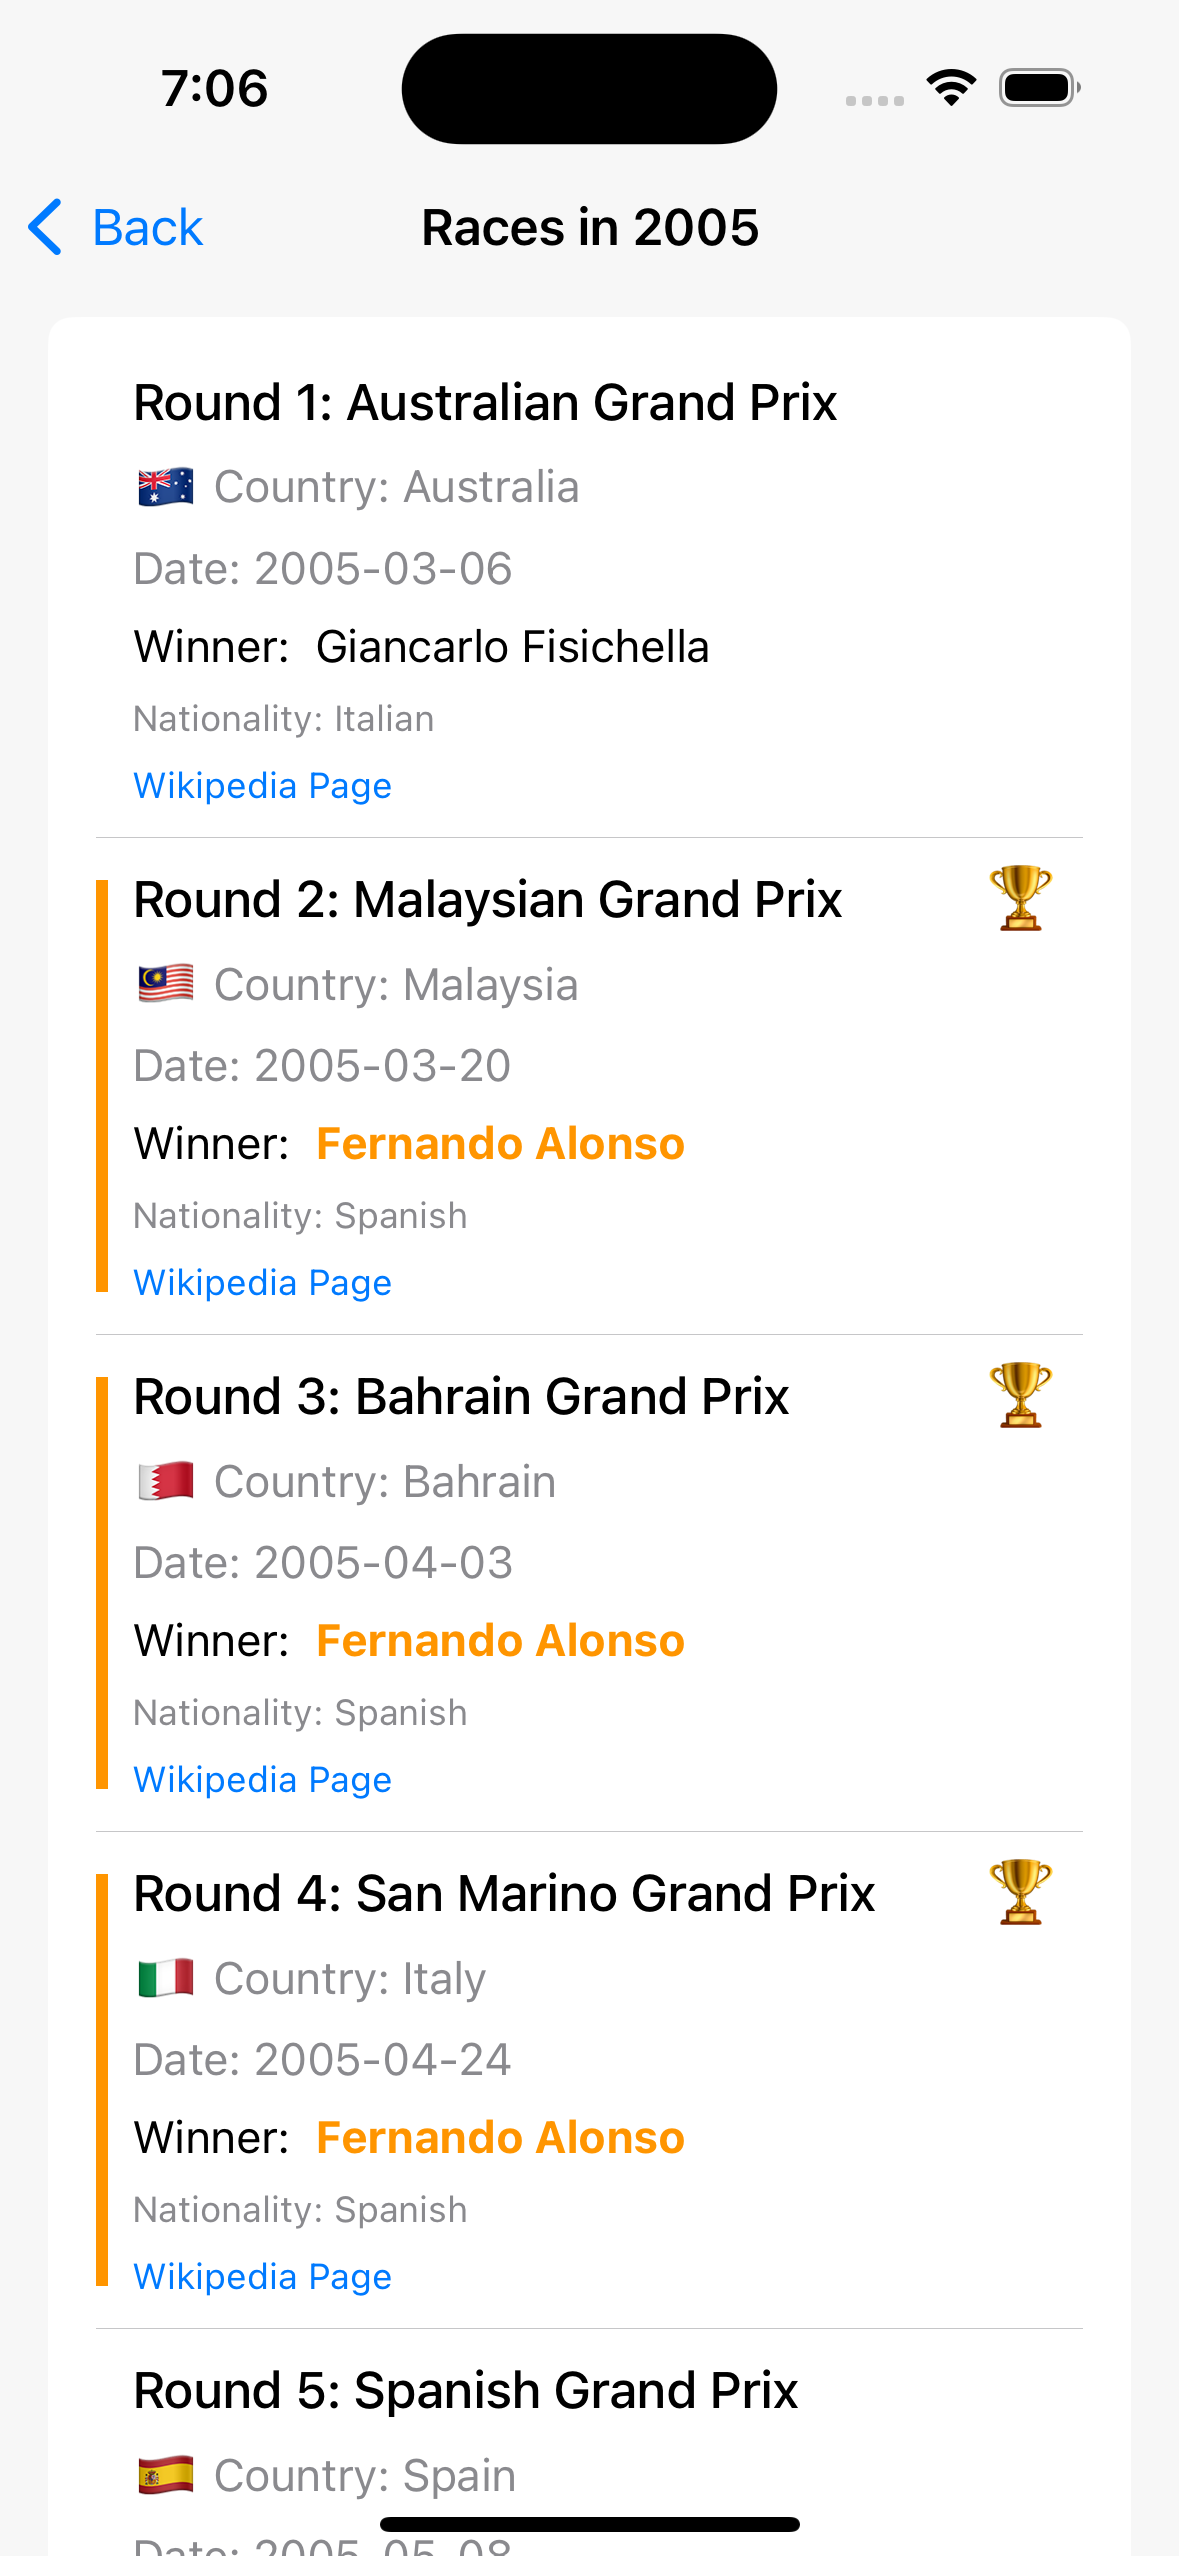 7:06
Back
Races in 2005
Round 1: Australian Grand Prix
Country: Australia
Date: 2005-03-06
Winner: Giancarlo Fisichella
Nationality: Italian
Wikipedia Page
Round 2: Malaysian Grand Prix
Country: Malaysia
Date: 2005-03-20
Winner: Fernando Alonso
Nationality: Spanish
Wikipedia Page
Round 3: Bahrain Grand Prix
Country: Bahrain
Date: 2005-04-03
Winner: Fernando Alonso
Nationality: Spanish
Wikipedia Page
Round 4: San Marino Grand Prix
Country: Italy
Date: 2005-04-24
Winner: Fernando Alonso
Nationality: Spanish
Wikipedia Page
Round 5: Spanish Grand Prix
Country: Spain
Date: 2005-05-08